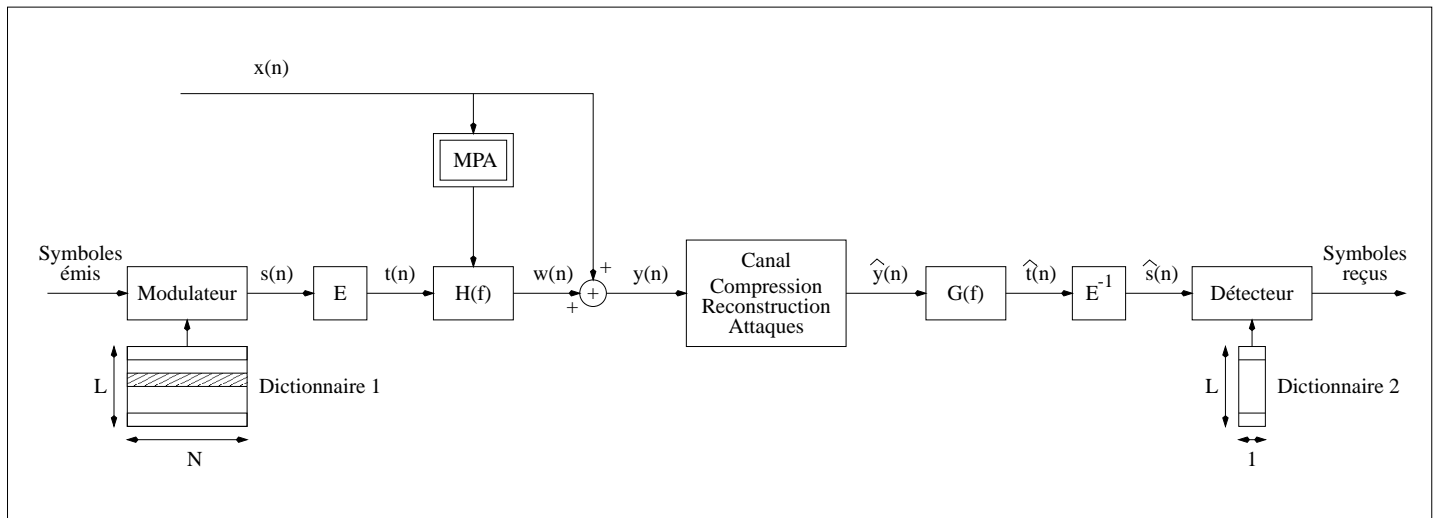 x(n)
MPA
Symboles
émis
Modulateur
s(n)
E
t(n)
H(f)
w(n)
+
+
+
y(n)
Canal
Compression
Reconstruction
Attaques
ŷ(n)
G(f)
t̂(n)
E⁻¹
ŝ(n)
Détecteur
Symboles
reçus
L
Dictionnaire 1
N
L
Dictionnaire 2
1